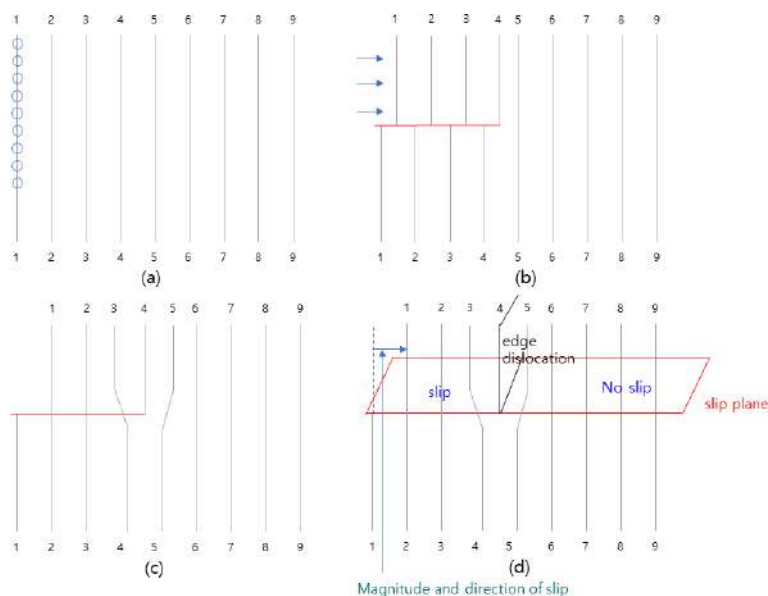 1 2 3 4 5 6 7 8 9
1 2 3 4 5 6 7 8 9
(a)
1 2 3 4 5 6 7 8 9
1 2 3 4 5 6 7 8 9
(b)
1 2 3 4 5 6 7 8 9
1 2 3 4 5 6 7 8 9
(c)
1 2 3 4 5 6 7 8 9
edge
dislocation
slip
No slip
slip plane
1 2 3 4 5 6 7 8 9
(d)
Magnitude and direction of slip